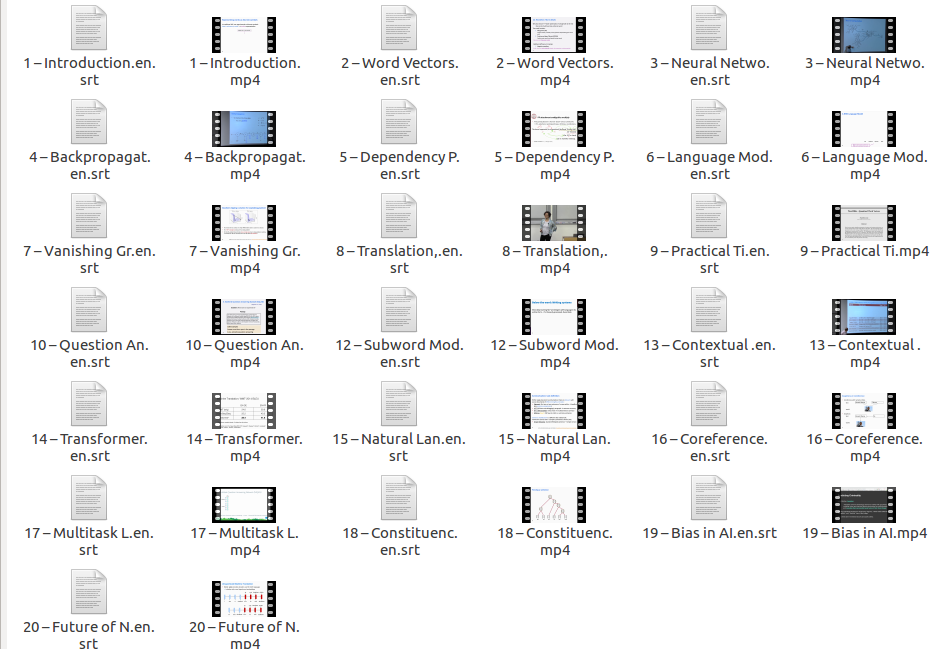 1 – Introduction.en.
srt
1 – Introduction.
mp4
2 – Word Vectors.
en.srt
2 – Word Vectors.
mp4
3 – Neural Netwo.
en.srt
3 – Neural Netwo.
mp4
4 – Backpropagat.
en.srt
4 – Backpropagat.
mp4
5 – Dependency P.
en.srt
5 – Dependency P.
mp4
6 – Language Mod.
en.srt
6 – Language Mod.
mp4
7 – Vanishing Gr.en.
srt
7 – Vanishing Gr.
mp4
8 – Translation,.en.
srt
8 – Translation,.
mp4
9 – Practical Ti.en.
srt
9 – Practical Ti.mp4
10 – Question An.
en.srt
10 – Question An.
mp4
12 – Subword Mod.
en.srt
12 – Subword Mod.
mp4
13 – Contextual .en.
srt
13 – Contextual .
mp4
14 – Transformer.
en.srt
14 – Transformer.
mp4
15 – Natural Lan.en.
srt
15 – Natural Lan.
mp4
16 – Coreference.
en.srt
16 – Coreference.
mp4
17 – Multitask L.en.
srt
17 – Multitask L.
mp4
18 – Constituenc.
en.srt
18 – Constituenc.
mp4
19 – Bias in AI.en.srt
19 – Bias in AI.mp4
20 – Future of N.en.
srt
20 – Future of N.
mp4